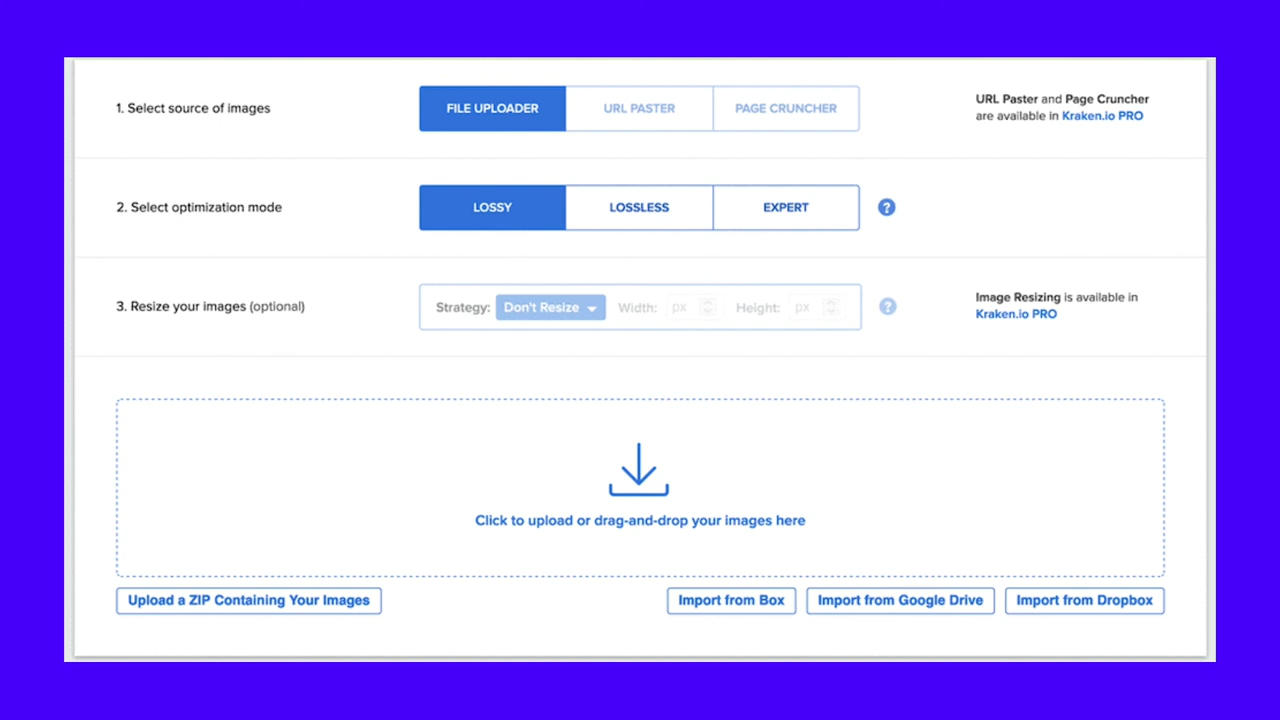 1. Select source of images
FILE UPLOADER
URL PASTER
PAGE CRUNCHER
URL Paster and Page Cruncher
are available in Kraken.io PRO
2. Select optimization mode
LOSSY
LOSSLESS
EXPERT
?
3. Resize your images (optional)
Strategy:
Don't Resize
Width:
px
Height:
px
?
Image Resizing is available in
Kraken.io PRO
Click to upload or drag-and-drop your images here
Upload a ZIP Containing Your Images
Import from Box
Import from Google Drive
Import from Dropbox